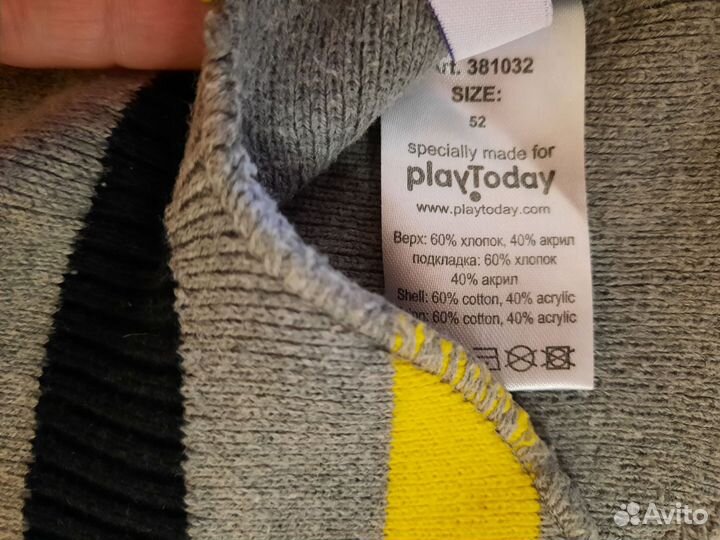 Art. 381032
SIZE:
52
specially made for
playToday
www.playtoday.com
Верх: 60% хлопок, 40% акрил
подкладка: 60% хлопок
40% акрил
Shell: 60% cotton, 40% acrylic
60% cotton, 40% acrylic
Avito